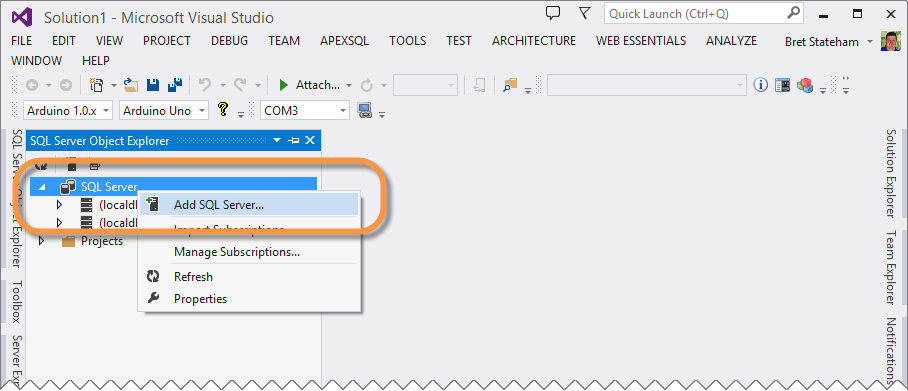 Solution1 - Microsoft Visual Studio
Quick Launch (Ctrl+Q)
FILE EDIT VIEW PROJECT DEBUG TEAM APEXSQL TOOLS TEST ARCHITECTURE WEB ESSENTIALS ANALYZE Bret Stateham
WINDOW HELP
Attach...
Arduino 1.0.x Arduino Uno COM3
SQL Server Object Explorer
SQL Server
(locald
(locald
Projects
Add SQL Server...
Import Subscriptions
Manage Subscriptions...
Refresh
Properties
SQL Server Object Explorer
Toolbox
Server Exp
Solution Explorer
Team Explorer
Notifications